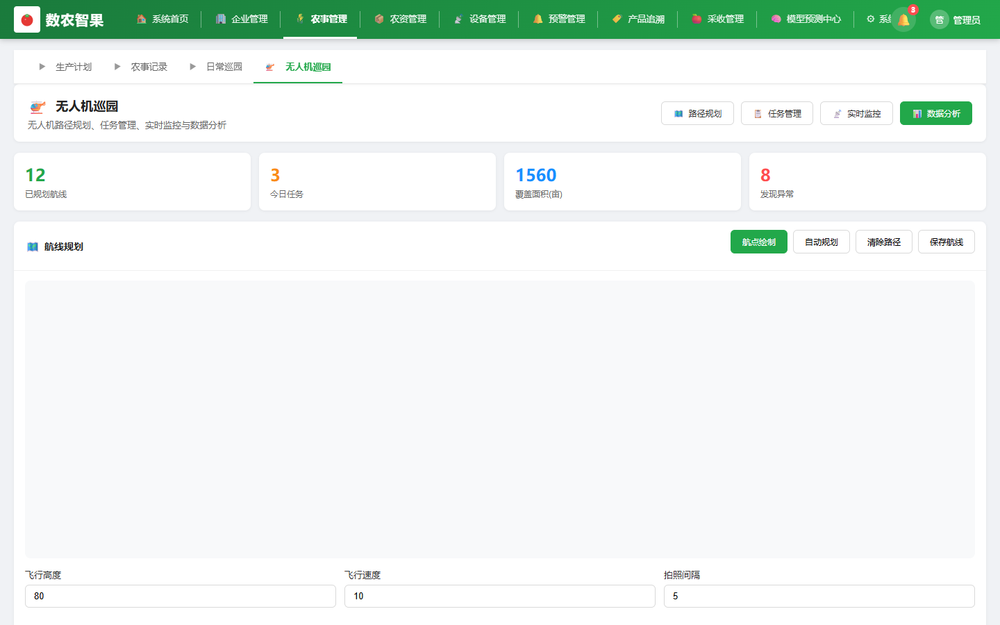 数农智果
系统首页
企业管理
农事管理
农资管理
设备管理
预警管理
产品追溯
采收管理
模型预测中心
3
管
管理员
生产计划
农事记录
日常巡园
无人机巡园
无人机巡园
无人机路径规划、任务管理、实时监控与数据分析
路径规划
任务管理
实时监控
数据分析
12
已规划航线
3
今日任务
1560
覆盖面积(亩)
8
发现异常
航线规划
航点绘制
自动规划
清除路径
保存航线
飞行高度
80
飞行速度
10
拍照间隔
5